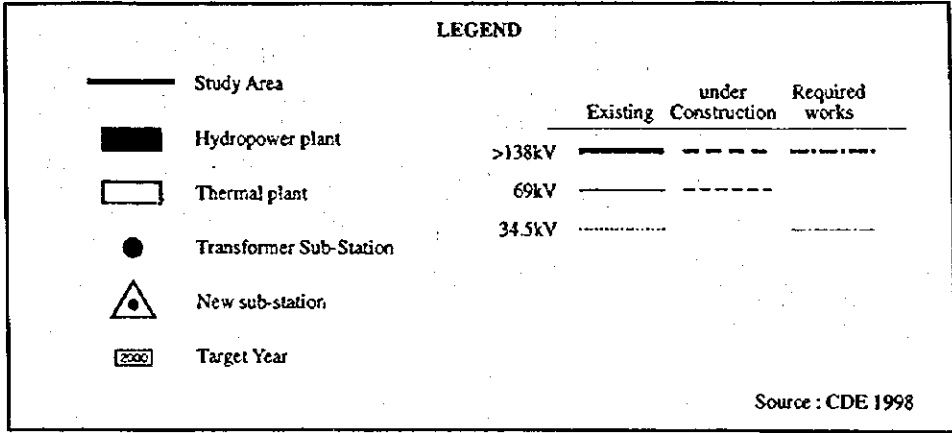 LEGEND
Study Area
Hydropower plant
Thermal plant
Transformer Sub-Station
New sub-station
2000 Target Year
under Required
Existing Construction works
>138kV
69kV
34.5kV
Source : CDE 1998